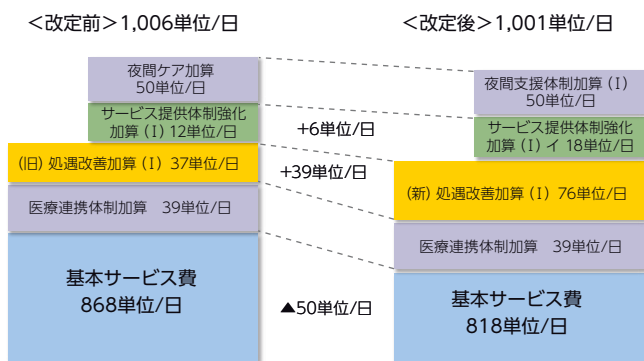 <改定前>1,006単位/日
<改定後>1,001単位/日
夜間ケア加算
50単位/日
サービス提供体制強化
加算(Ⅰ)12単位/日
(旧)処遇改善加算(Ⅰ) 37単位/日
医療連携体制加算 39単位/日
基本サービス費
868単位/日
+6単位/日
+39単位/日
▲50単位/日
夜間支援体制加算(Ⅰ)
50単位/日
サービス提供体制強化
加算(Ⅰ)イ 18単位/日
(新)処遇改善加算(Ⅰ) 76単位/日
医療連携体制加算 39単位/日
基本サービス費
818単位/日